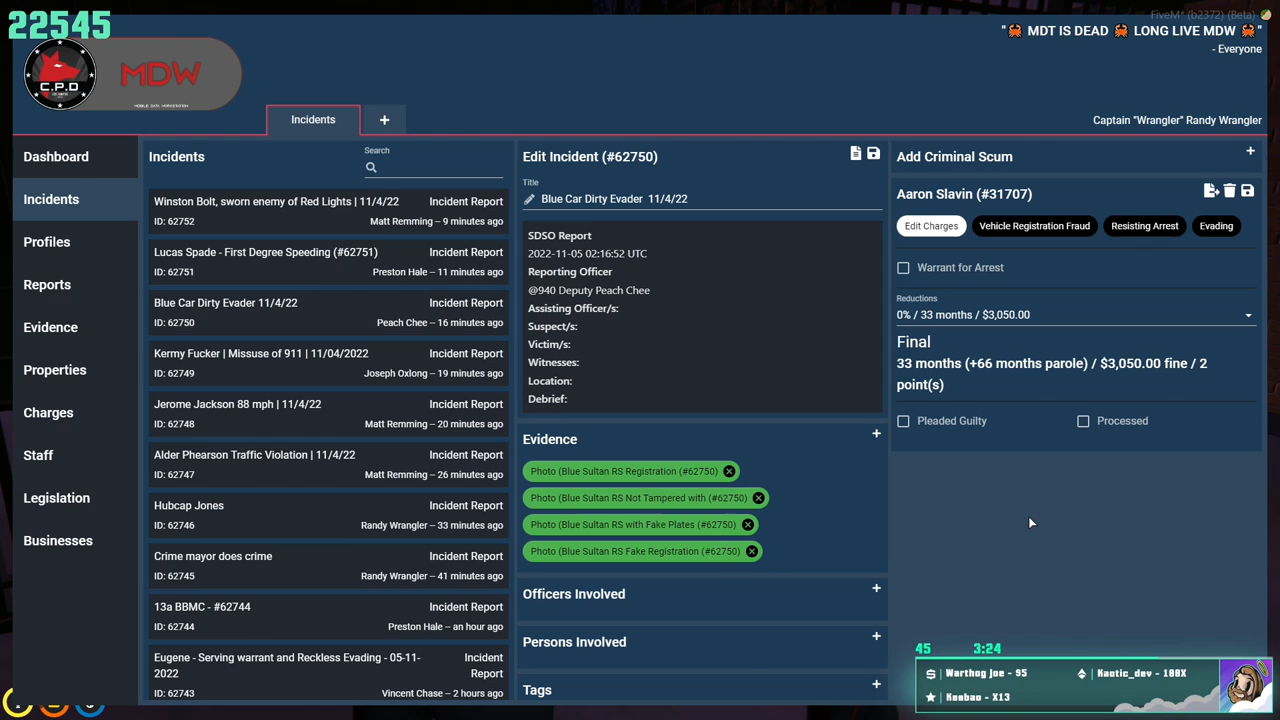 22545
FiveM* (b2372) (Beta)
" 🦀 MDT IS DEAD 🦀 LONG LIVE MDW 🦀 "
- Everyone
C.P.D
MDW
MOBILE DATA WORKSTATION
Incidents
+
Captain "Wrangler" Randy Wrangler
Dashboard
Incidents
Profiles
Reports
Evidence
Properties
Charges
Staff
Legislation
Businesses
Incidents
Search
Winston Bolt, sworn enemy of Red Lights | 11/4/22
Incident Report
ID: 62752
Matt Remming – 9 minutes ago
Lucas Spade - First Degree Speeding (#62751)
Incident Report
ID: 62751
Preston Hale – 11 minutes ago
Blue Car Dirty Evader 11/4/22
Incident Report
ID: 62750
Peach Chee – 16 minutes ago
Kermy Fucker | Missuse of 911 | 11/04/2022
Incident Report
ID: 62749
Joseph Oxlong – 19 minutes ago
Jerome Jackson 88 mph | 11/4/22
Incident Report
ID: 62748
Matt Remming – 20 minutes ago
Alder Phearson Traffic Violation | 11/4/22
Incident Report
ID: 62747
Matt Remming – 26 minutes ago
Hubcap Jones
Incident Report
ID: 62746
Randy Wrangler – 33 minutes ago
Crime mayor does crime
Incident Report
ID: 62745
Randy Wrangler – 41 minutes ago
13a BBMC - #62744
Incident Report
ID: 62744
Preston Hale – an hour ago
Eugene - Serving warrant and Reckless Evading - 05-11-
2022
Incident
Report
ID: 62743
Vincent Chase – 2 hours ago
Edit Incident (#62750)
Title
Blue Car Dirty Evader 11/4/22
SDSO Report
2022-11-05 02:16:52 UTC
Reporting Officer
@940 Deputy Peach Chee
Assisting Officer/s:
Suspect/s:
Victim/s:
Witnesses:
Location:
Debrief:
Evidence
+
Photo (Blue Sultan RS Registration (#62750)
Photo (Blue Sultan RS Not Tampered with (#62750)
Photo (Blue Sultan RS with Fake Plates (#62750)
Photo (Blue Sultan RS Fake Registration (#62750)
Officers Involved
+
Persons Involved
+
Tags
+
Add Criminal Scum
+
Aaron Slavin (#31707)
Edit Charges
Vehicle Registration Fraud
Resisting Arrest
Evading
Warrant for Arrest
Reductions
0% / 33 months / $3,050.00
Final
33 months (+66 months parole) / $3,050.00 fine / 2
point(s)
Pleaded Guilty
Processed
45
3:24
Warthog Joe - 95
Kaotic_dev - 100X
Keebao - X13